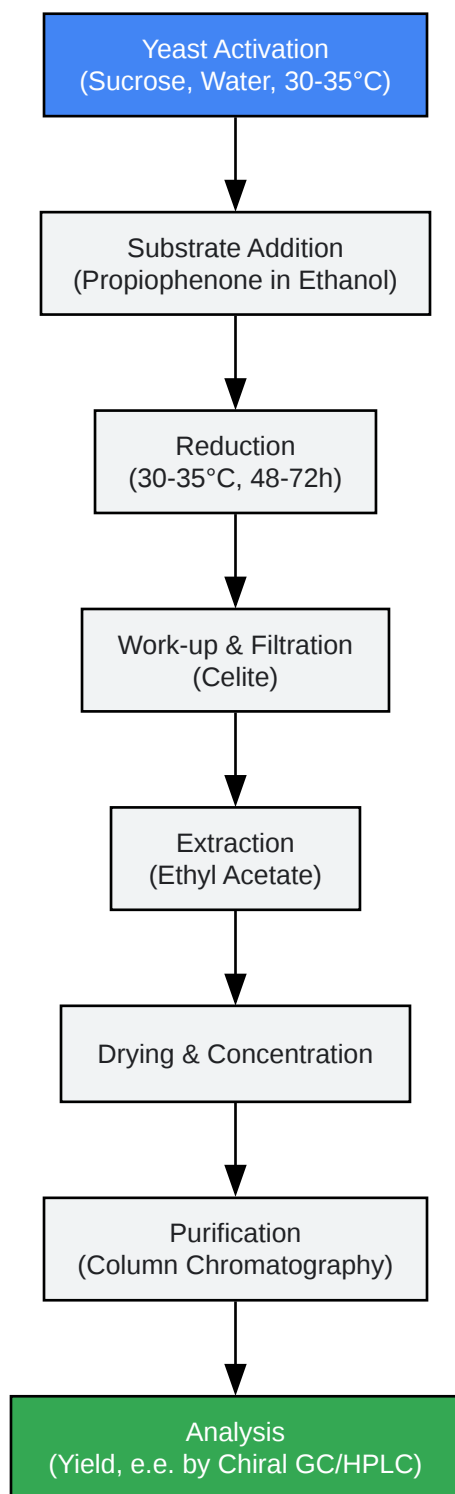 Yeast Activation
(Sucrose, Water, 30-35°C)
Substrate Addition
(Propiophenone in Ethanol)
Reduction
(30-35°C, 48-72h)
Work-up & Filtration
(Celite)
Extraction
(Ethyl Acetate)
Drying & Concentration
Purification
(Column Chromatography)
Analysis
(Yield, e.e. by Chiral GC/HPLC)